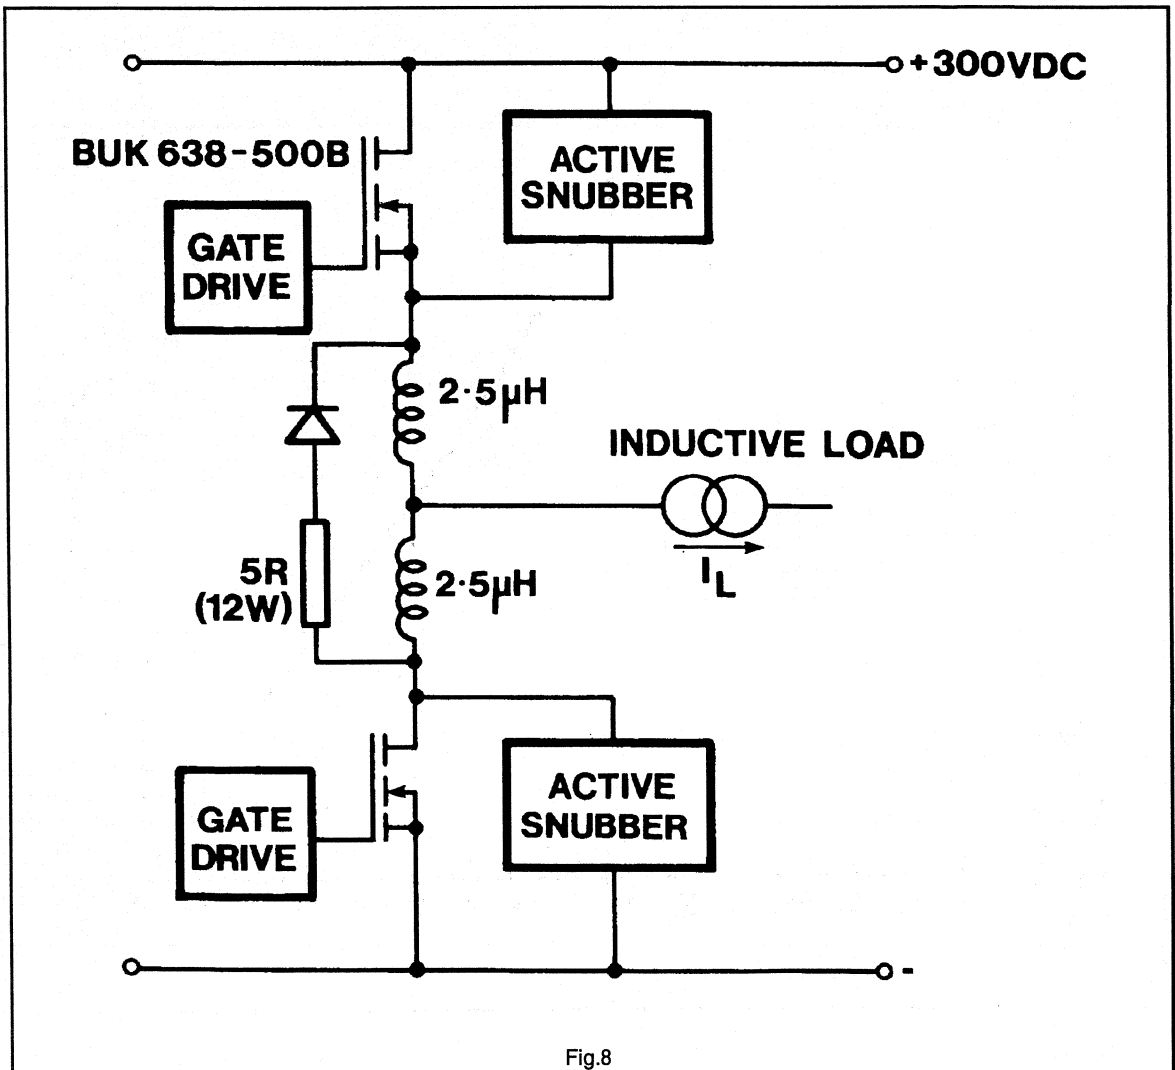 +300VDC
BUK 638-500B
ACTIVE
SNUBBER
GATE
DRIVE
2·5µH
INDUCTIVE LOAD
I_L
5R
(12W)
2·5µH
ACTIVE
SNUBBER
GATE
DRIVE
-
Fig.8